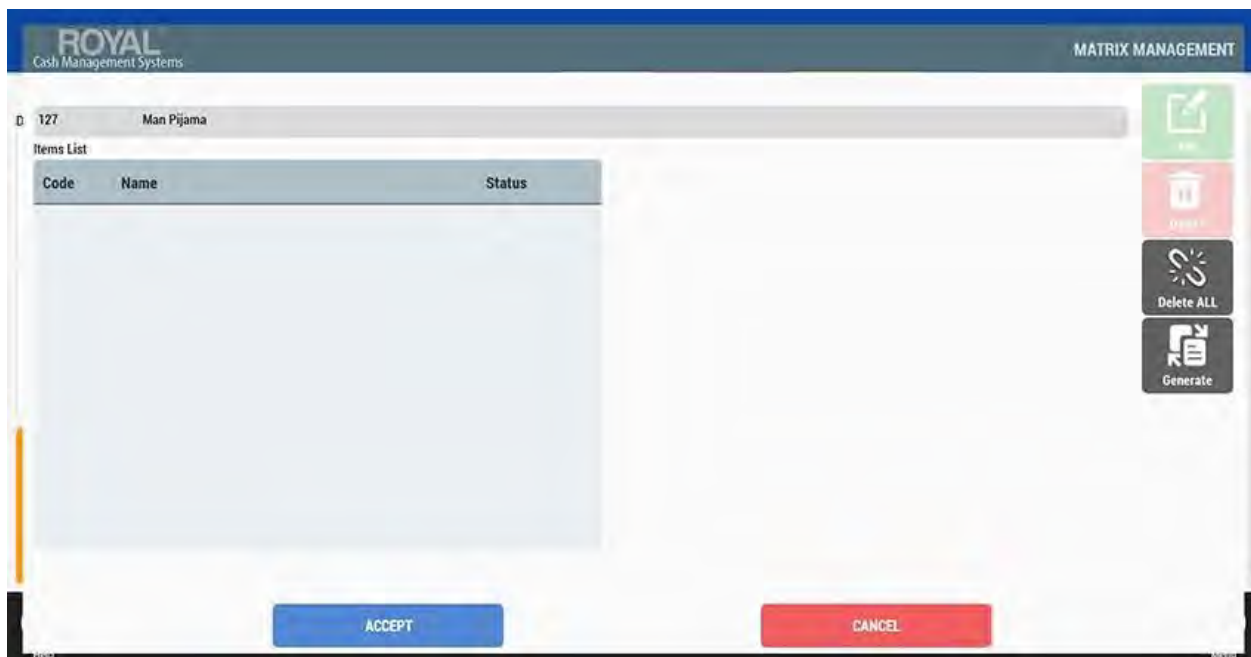 ROYAL
Cash Management Systems
MATRIX MANAGEMENT
D 127 Man Pijama
Items List
Code Name Status
Delete ALL
Generate
ACCEPT CANCEL